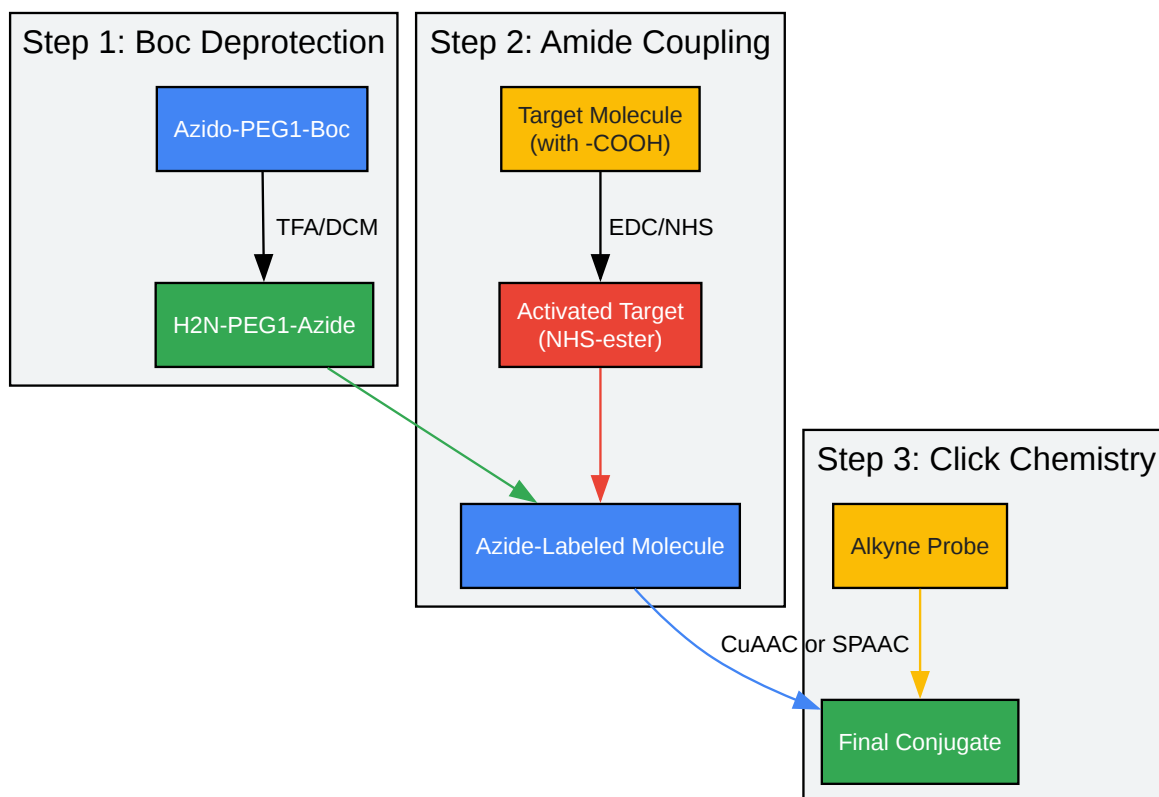 Step 1: Boc Deprotection
Azido-PEG1-Boc
TFA/DCM
H2N-PEG1-Azide
Step 2: Amide Coupling
Target Molecule
(with -COOH)
EDC/NHS
Activated Target
(NHS-ester)
Azide-Labeled Molecule
Step 3: Click Chemistry
Alkyne Probe
CuAAC or SPAAC
Final Conjugate